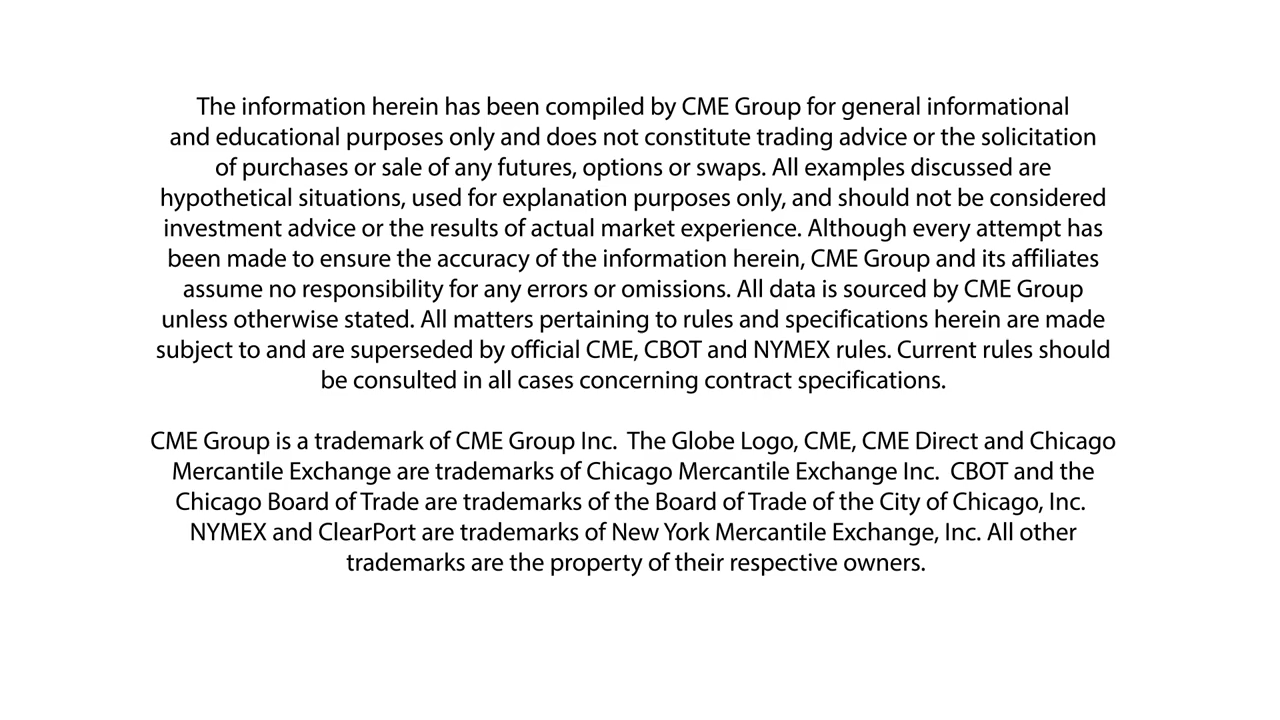 The information herein has been compiled by CME Group for general informational
and educational purposes only and does not constitute trading advice or the solicitation
of purchases or sale of any futures, options or swaps. All examples discussed are
hypothetical situations, used for explanation purposes only, and should not be considered
investment advice or the results of actual market experience. Although every attempt has
been made to ensure the accuracy of the information herein, CME Group and its affiliates
assume no responsibility for any errors or omissions. All data is sourced by CME Group
unless otherwise stated. All matters pertaining to rules and specifications herein are made
subject to and are superseded by official CME, CBOT and NYMEX rules. Current rules should
be consulted in all cases concerning contract specifications.
CME Group is a trademark of CME Group Inc.  The Globe Logo, CME, CME Direct and Chicago
Mercantile Exchange are trademarks of Chicago Mercantile Exchange Inc.  CBOT and the
Chicago Board of Trade are trademarks of the Board of Trade of the City of Chicago, Inc.
NYMEX and ClearPort are trademarks of New York Mercantile Exchange, Inc. All other
trademarks are the property of their respective owners.